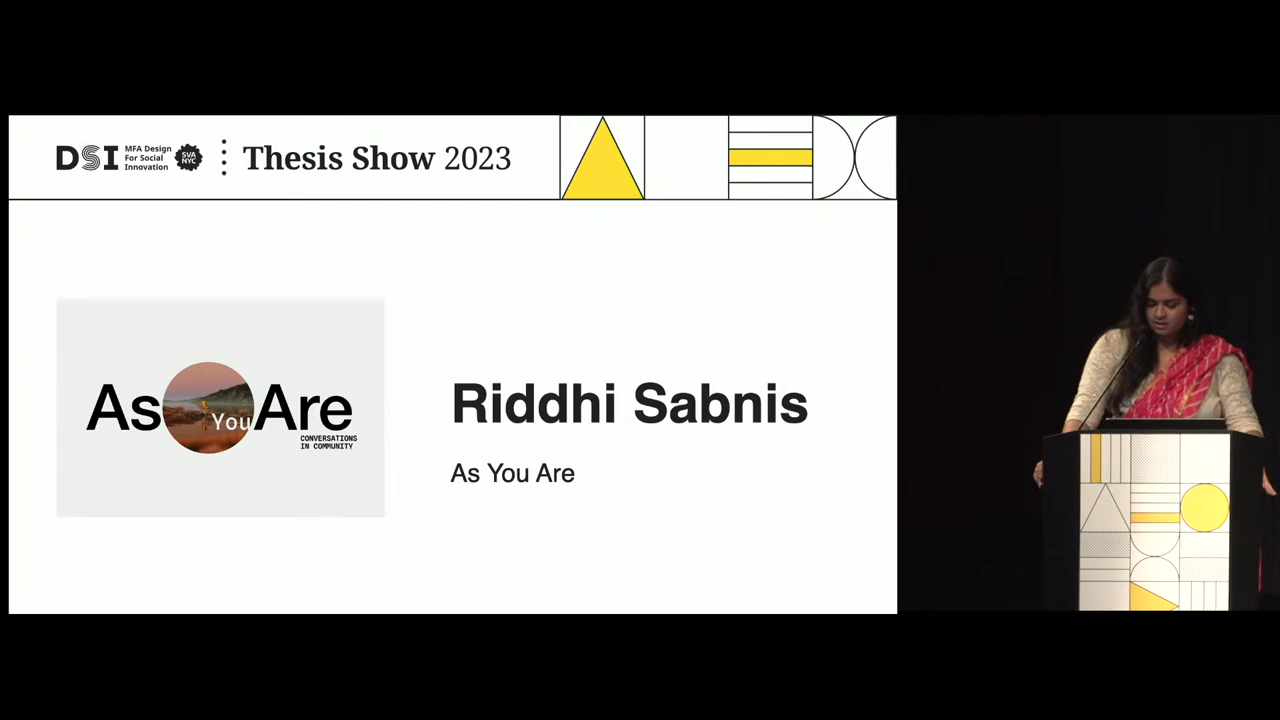 DSI
MFA Design
For Social
Innovation
SVA
NYC
Thesis Show 2023
As You Are
CONVERSATIONS
IN COMMUNITY
Riddhi Sabnis
As You Are